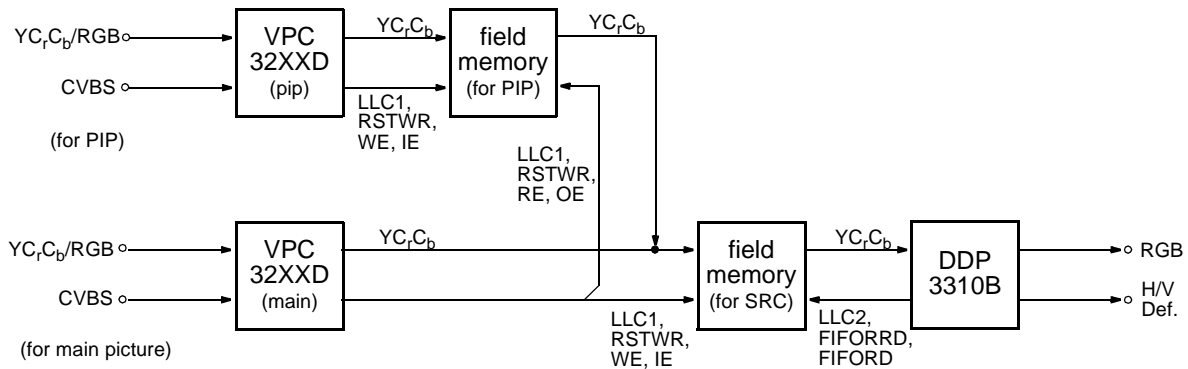 YCrCb/RGB
CVBS
(for PIP)
VPC
32XXD
(pip)
YCrCb
LLC1,
RSTWR,
WE, IE
field
memory
(for PIP)
YCrCb
LLC1,
RSTWR,
RE, OE
YCrCb/RGB
CVBS
(for main picture)
VPC
32XXD
(main)
YCrCb
LLC1,
RSTWR,
WE, IE
field
memory
(for SRC)
YCrCb
LLC2,
FIFORRD,
FIFORD
DDP
3310B
RGB
H/V
Def.